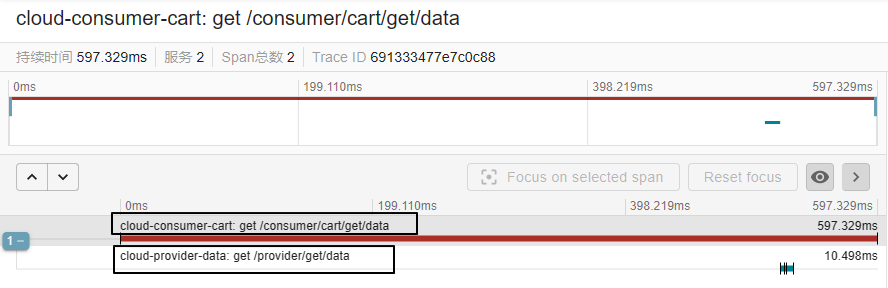 cloud-consumer-cart: get /consumer/cart/get/data
持续时间 597.329ms 服务 2 Span总数 2 Trace ID 691333477e7c0c88
0ms 199.110ms 398.219ms 597.329ms
Focus on selected span Reset focus
0ms 199.110ms 398.219ms 597.329ms
cloud-consumer-cart: get /consumer/cart/get/data 597.329ms
1 −
cloud-provider-data: get /provider/get/data 10.498ms